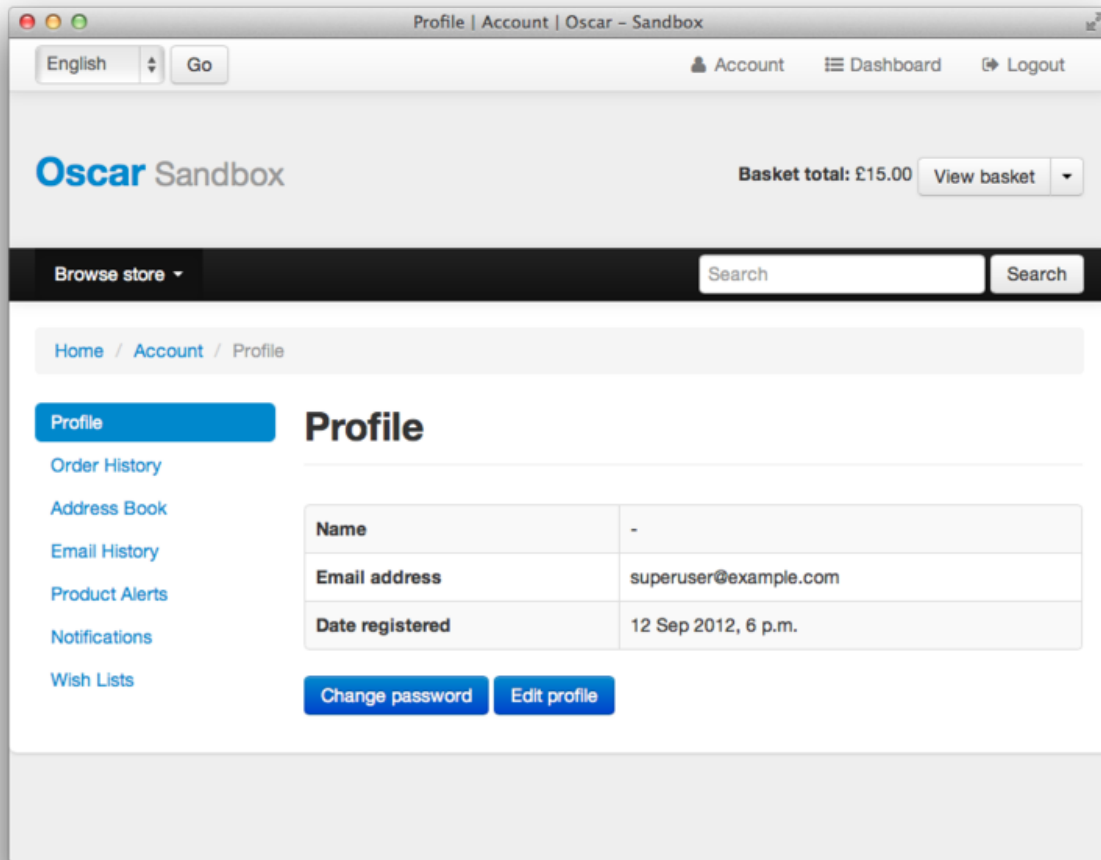 Profile | Account | Oscar – Sandbox
English Go Account Dashboard Logout
Oscar Sandbox
Basket total: £15.00 View basket
Browse store Search Search
Home / Account / Profile
Profile
Order History
Address Book
Email History
Product Alerts
Notifications
Wish Lists
Profile
Name -
Email address superuser@example.com
Date registered 12 Sep 2012, 6 p.m.
Change password Edit profile